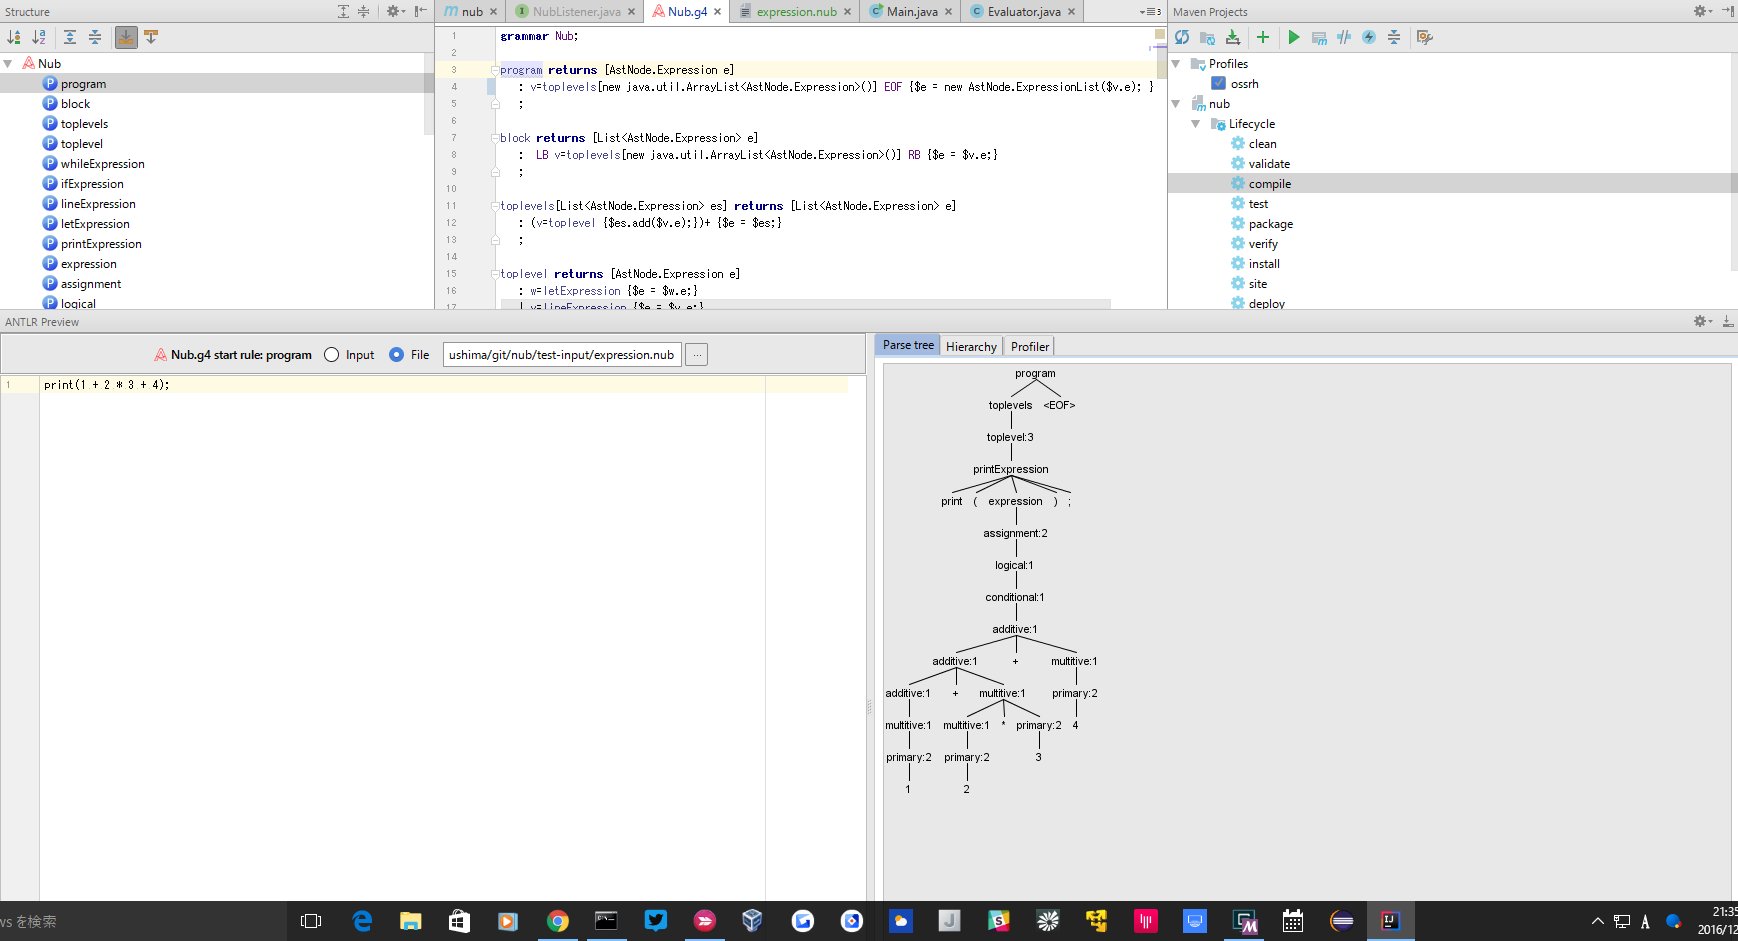 Structure
Nub
program
block
toplevels
toplevel
whileExpression
ifExpression
lineExpression
letExpression
printExpression
expression
assignment
logical
nub NubListener.java Nub.g4 expression.nub Main.java Evaluator.java 3
1 grammar Nub;
2
3 program returns [AstNode.Expression e]
4 : v=toplevels[new java.util.ArrayList<AstNode.Expression>()] EOF {$e = new AstNode.ExpressionList($v.e); }
5 ;
6
7 block returns [List<AstNode.Expression> e]
8 : LB v=toplevels[new java.util.ArrayList<AstNode.Expression>()] RB {$e = $v.e;}
9 ;
10
11 toplevels[List<AstNode.Expression> es] returns [List<AstNode.Expression> e]
12 : (v=toplevel {$es.add($v.e);})+ {$e = $es;}
13 ;
14
15 toplevel returns [AstNode.Expression e]
16 : w=letExpression {$e = $w.e;}
17 | v=lineExpression {$e = $v.e;}
Maven Projects
Profiles
ossrh
nub
Lifecycle
clean
validate
compile
test
package
verify
install
site
deploy
ANTLR Preview
Nub.g4 start rule: program Input File ushima/git/nub/test-input/expression.nub ...
1 print(1 + 2 * 3 + 4);
Parse tree Hierarchy Profiler
program
toplevels <EOF>
toplevel:3
printExpression
print ( expression ) ;
assignment:2
logical:1
conditional:1
additive:1
additive:1 + multitive:1
additive:1 + multitive:1 primary:2
multitive:1 multitive:1 * primary:2 4
primary:2 primary:2 3
1 2
ws を検索
A
21:35
2016/12